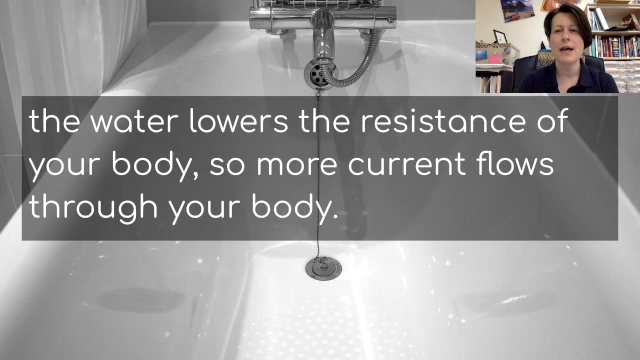 the water lowers the resistance of
your body, so more current flows
through your body.